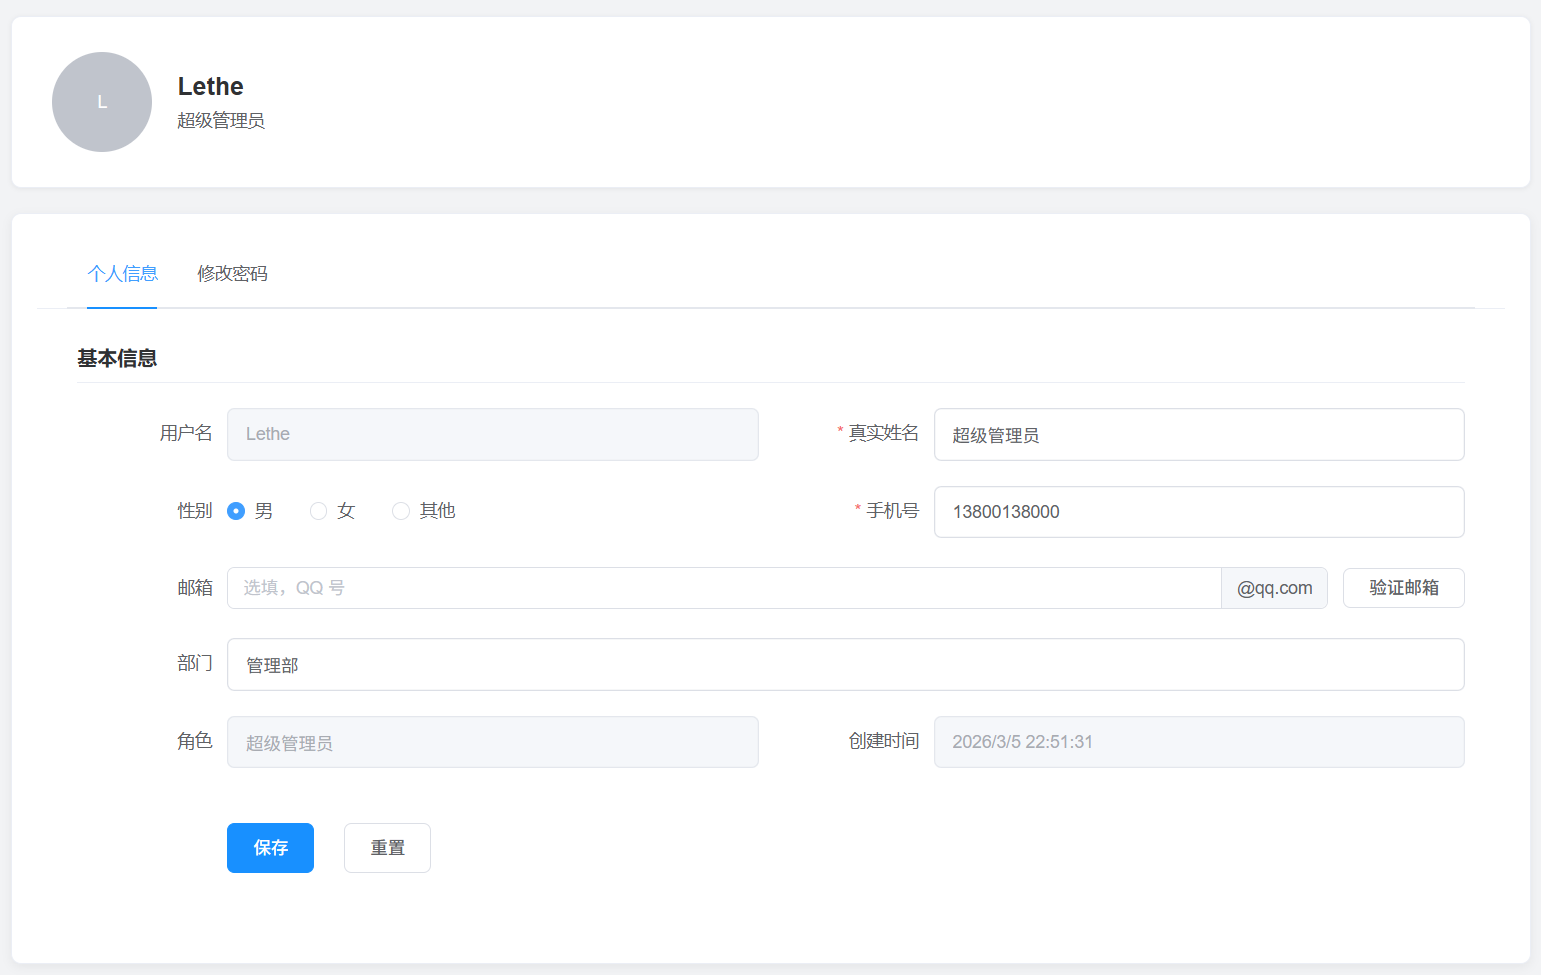 L
Lethe
超级管理员
个人信息 修改密码
基本信息
用户名 Lethe * 真实姓名 超级管理员
性别 男 女 其他 * 手机号 13800138000
邮箱 选填，QQ 号 @qq.com 验证邮箱
部门 管理部
角色 超级管理员 创建时间 2026/3/5 22:51:31
保存 重置